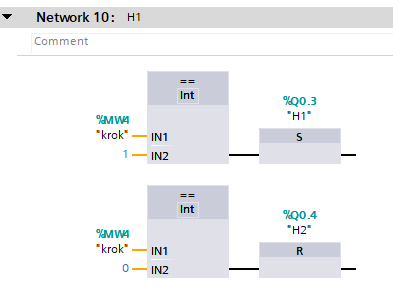 Network 10: H1
Comment
==
Int
%MW4
"krok"
IN1
1
IN2
%Q0.3
"H1"
S
==
Int
%MW4
"krok"
IN1
0
IN2
%Q0.4
"H2"
R